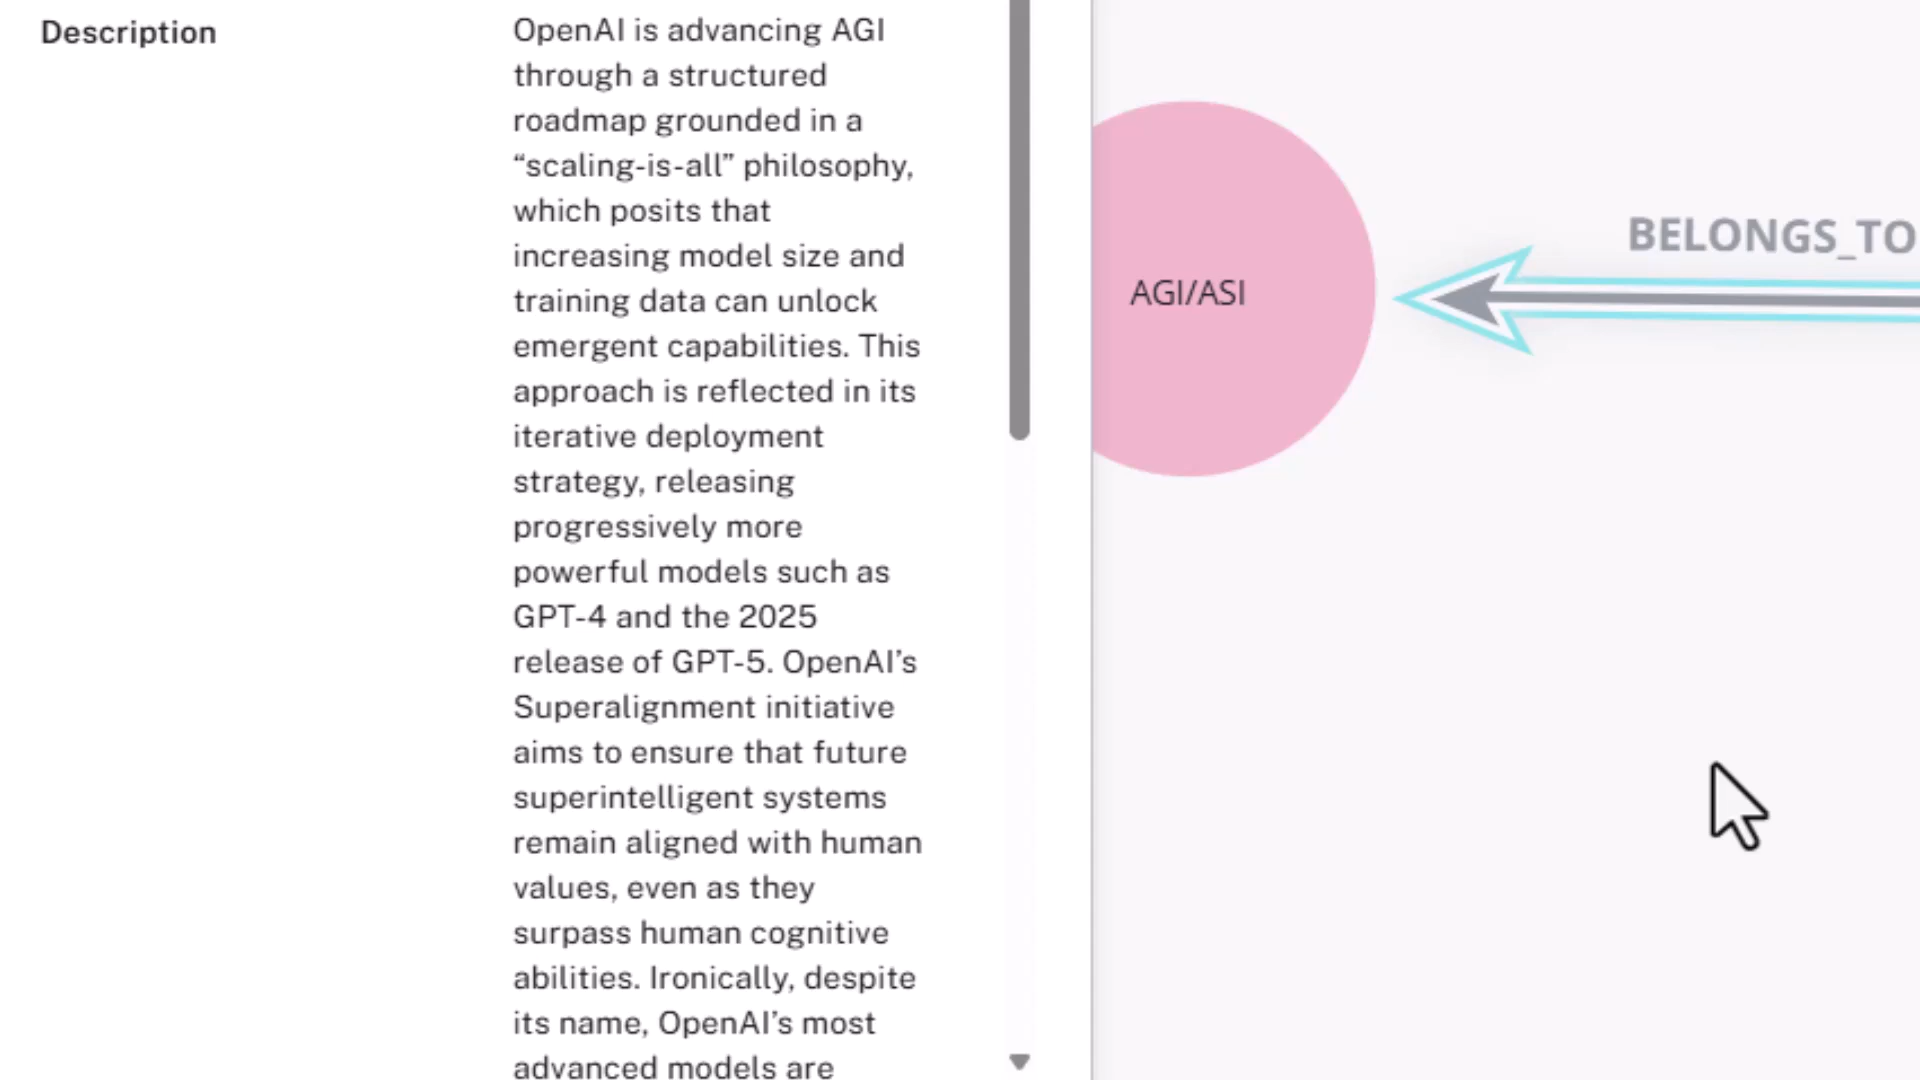 Description
OpenAI is advancing AGI
through a structured
roadmap grounded in a
“scaling-is-all” philosophy,
which posits that
increasing model size and
training data can unlock
emergent capabilities. This
approach is reflected in its
iterative deployment
strategy, releasing
progressively more
powerful models such as
GPT-4 and the 2025
release of GPT-5. OpenAI’s
Superalignment initiative
aims to ensure that future
superintelligent systems
remain aligned with human
values, even as they
surpass human cognitive
abilities. Ironically, despite
its name, OpenAI’s most
advanced models are
BELONGS_TO
AGI/ASI